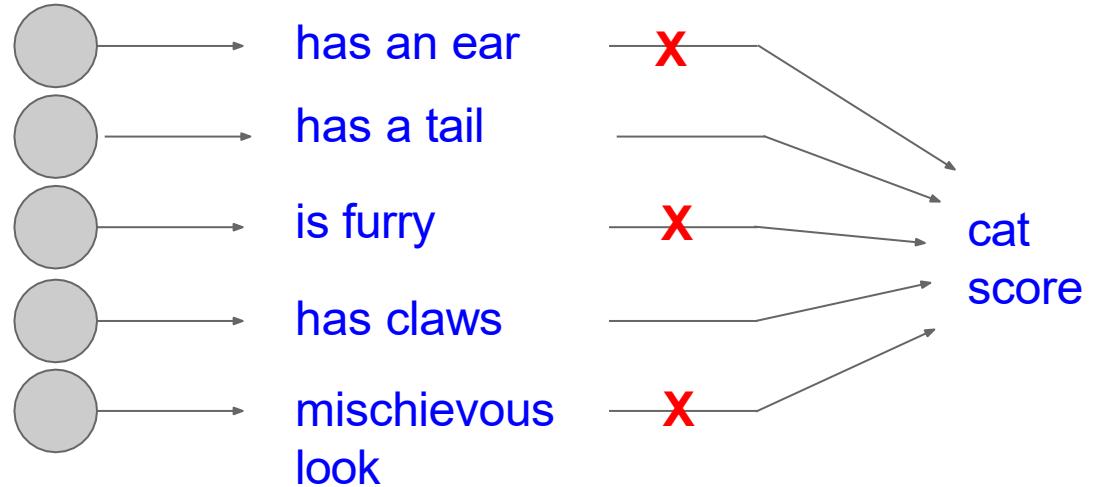 has an ear
X
has a tail
is furry
X
cat
score
has claws
mischievous
look
X